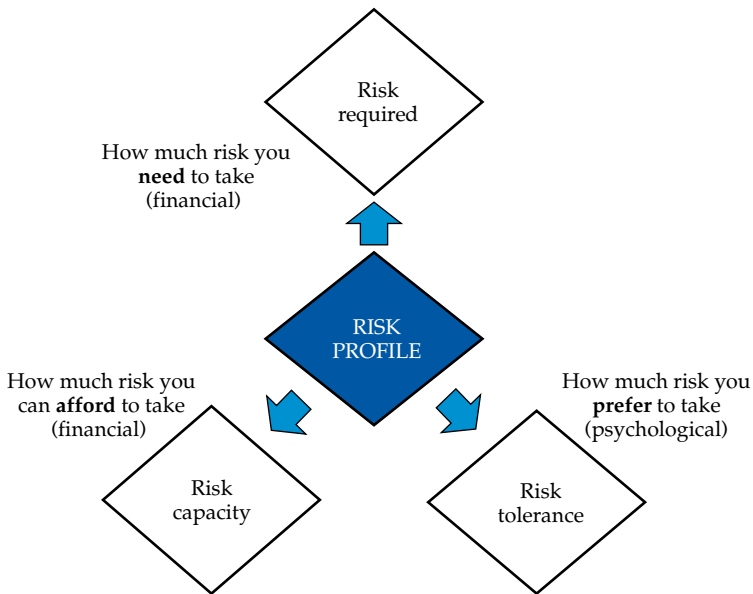 Risk
required
How much risk you
need to take
(financial)
RISK
PROFILE
How much risk you
can afford to take
(financial)
How much risk you
prefer to take
(psychological)
Risk
capacity
Risk
tolerance